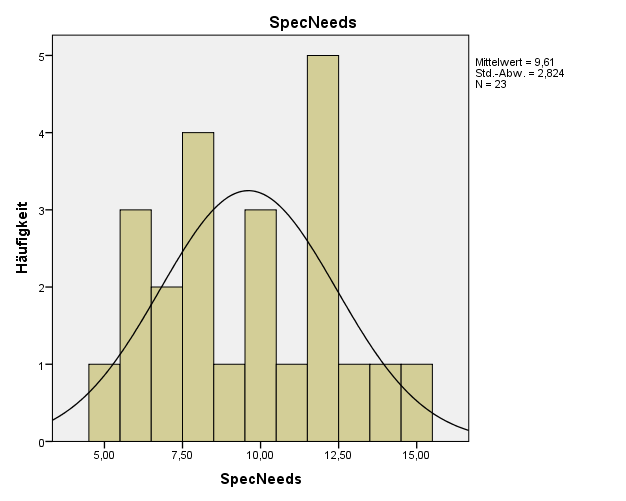 SpecNeeds
Mittelwert = 9,61
Std.-Abw. = 2,824
N = 23
Häufigkeit
5
4
3
2
1
0
5,00 7,50 10,00 12,50 15,00
SpecNeeds